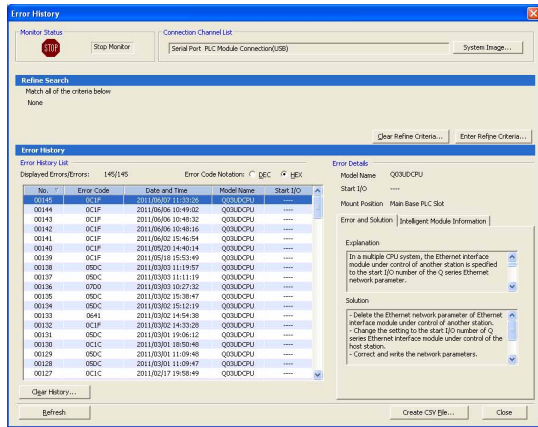 Error History
Monitor Status
STOP
Stop Monitor
Connection Channel List
Serial Port PLC Module Connection(USB)
System Image...
Refine Search
Match all of the criteria below
None
Clear Refine Criteria...
Enter Refine Criteria...
Error History
Error History List
Displayed Errors/Errors: 145/145
Error Code Notation: DEC HEX
No. Error Code Date and Time Model Name Start I/O
00145 0C1F 2011/06/07 11:33:26 Q03UDCPU ----
00144 0C1F 2011/06/06 10:49:02 Q03UDCPU ----
00143 0C1F 2011/06/06 10:48:32 Q03UDCPU ----
00142 0C1F 2011/06/06 10:48:16 Q03UDCPU ----
00141 0C1F 2011/06/02 15:46:54 Q03UDCPU ----
00140 0C1F 2011/05/20 14:40:14 Q03UDCPU ----
00139 0C1F 2011/05/18 15:53:49 Q03UDCPU ----
00138 05DC 2011/03/03 11:19:57 Q03UDCPU ----
00137 05DC 2011/03/03 11:11:19 Q03UDCPU ----
00136 07D0 2011/03/03 10:27:32 Q03UDCPU ----
00135 05DC 2011/03/02 15:38:47 Q03UDCPU ----
00134 05DC 2011/03/02 15:12:19 Q03UDCPU ----
00133 0641 2011/03/02 14:54:38 Q03UDCPU ----
00132 0C1F 2011/03/02 14:33:28 Q03UDCPU ----
00131 05DC 2011/03/01 19:06:12 Q03UDCPU ----
00130 0C1C 2011/03/01 18:50:48 Q03UDCPU ----
00129 05DC 2011/03/01 11:09:48 Q03UDCPU ----
00128 05DC 2011/03/01 11:09:47 Q03UDCPU ----
00127 0C1C 2011/02/17 19:58:49 Q03UDCPU ----
Clear History...
Error Details
Model Name Q03UDCPU
Start I/O ----
Mount Position Main Base PLC Slot
Error and Solution
Intelligent Module Information
Explanation
In a multiple CPU system, the Ethernet interface
module under control of another station is specified
to the start I/O number of the Q series Ethernet
network parameter.
Solution
- Delete the Ethernet network parameter of Ethernet
interface module under control of another station.
- Change the setting to the start I/O number of Q
series Ethernet interface module under control of the
host station.
- Correct and write the network parameters.
Refresh
Create CSV File...
Close